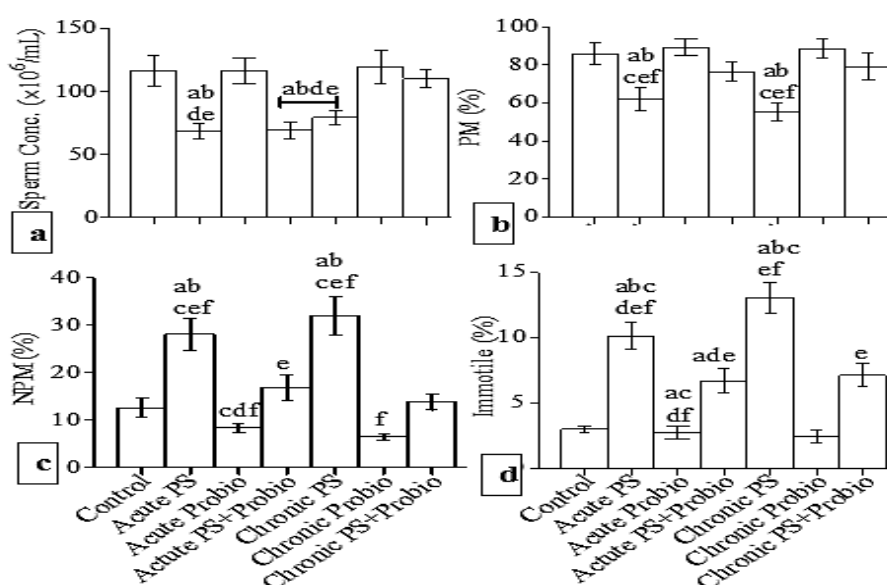 150
100
50
0
Sperm Conc. (x10⁶/mL)
ab
de
abde
a
100
80
60
40
20
0
PM (%)
ab
cef
ab
cef
b
40
30
20
10
0
NPM (%)
ab
cef
cdf
e
ab
cef
f
c
Control
Acute PS
Acute Probio
Actute PS+Probio
Chronic PS
Chronic Probio
Chronic PS+Probio
15
10
5
0
Immotile (%)
abc
def
ac
df
ade
abc
ef
e
d
Control
Acute PS
Acute Probio
Actute PS+Probio
Chronic PS
Chronic Probio
Chronic PS+Probio